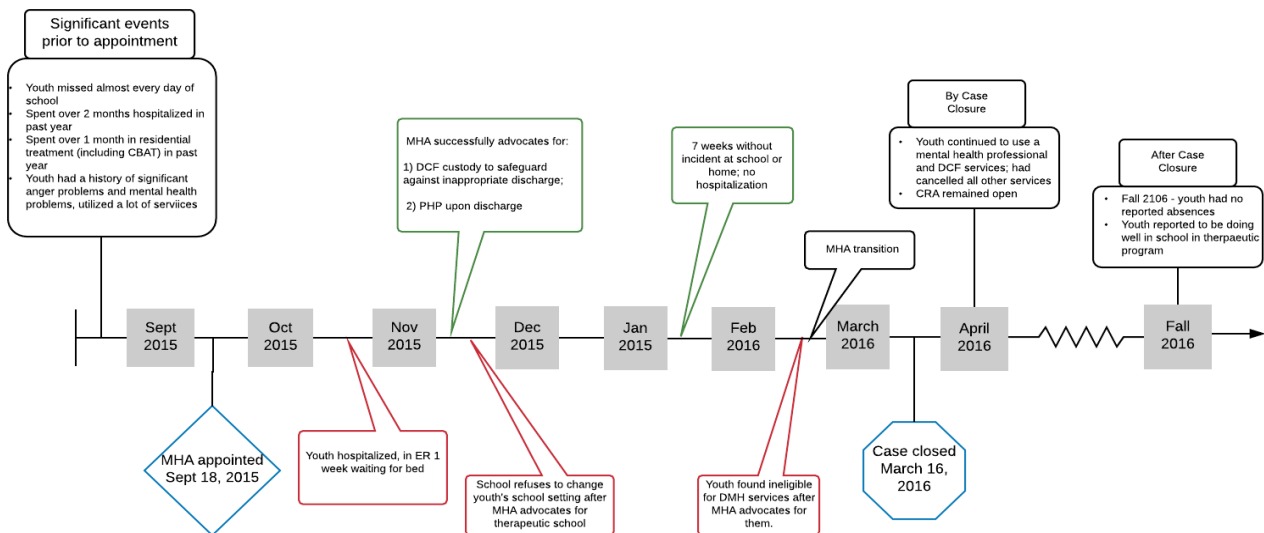 Significant events
prior to appointment
• Youth missed almost every day of
school
• Spent over 2 months hospitalized in
past year
• Spent over 1 month in residential
treatment (including CBAT) in past
year
• Youth had a history of significant
anger problems and mental health
problems, utilized a lot of serviices
MHA successfully advocates for:
1) DCF custody to safeguard
against inappropriate discharge;
2) PHP upon discharge
7 weeks without
incident at school or
home; no
hospitalization
MHA transition
By Case
Closure
• Youth continued to use a
mental health professional
and DCF services; had
cancelled all other services
• CRA remained open
After Case
Closure
• Fall 2106 - youth had no
reported absences
• Youth reported to be doing
well in school in therpaeutic
program
Sept
2015
Oct
2015
Nov
2015
Dec
2015
Jan
2015
Feb
2016
March
2016
April
2016
Fall
2016
MHA appointed
Sept 18, 2015
Youth hospitalized, in ER 1
week waiting for bed
School refuses to change
youth's school setting after
MHA advocates for
therapeutic school
Youth found ineligible
for DMH services after
MHA advocates for
them.
Case closed
March 16,
2016